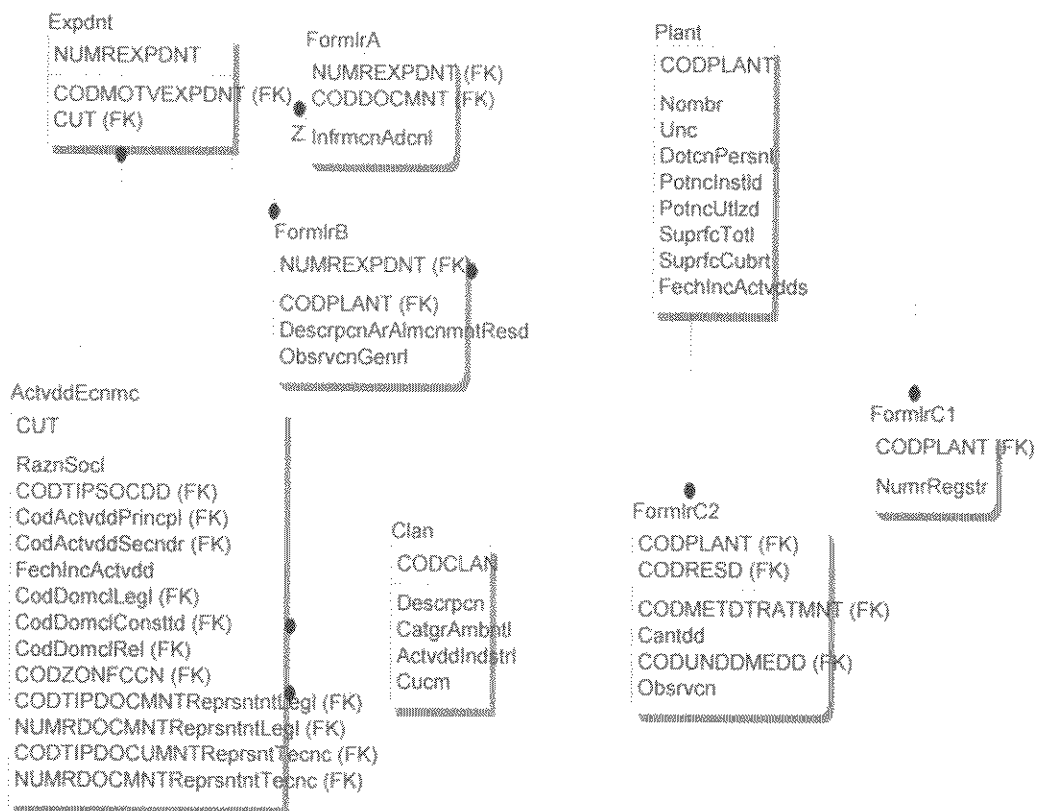 Expdnt
NUMREXPDNT
CODMOTVEXPDNT (FK)
CUT (FK)
FormlrA
NUMREXPDNT (FK)
CODDOCMNT (FK)
Z
InfrmcnAdcnl
Plant
CODPLANT
Nombr
Unc
DotcnPersnl
PotncInstld
PotncUtlzd
SuprfcTotl
SuprfcCubrt
FechIncActvdds
FormlrB
NUMREXPDNT (FK)
CODPLANT (FK)
DescrpcnArAlmcnmntResd
ObsrvcnGenrl
ActvddEcnmc
CUT
RaznSocl
CODTIPSOCDD (FK)
CodActvddPrincpl (FK)
CodActvddSecndr (FK)
FechIncActvdd
CodDomclLegl (FK)
CodDomclConsttd (FK)
CodDomclRel (FK)
CODZONFCCN (FK)
CODTIPDOCMNTReprsntntLegl (FK)
NUMRDOCMNTReprsntntLegl (FK)
CODTIPDOCUMNTReprsntTecnc (FK)
NUMRDOCMNTReprsntntTecnc (FK)
Clan
CODCLAN
Descrpcn
CatgrAmbntl
ActvddIndstrl
Cucm
FormlrC2
CODPLANT (FK)
CODRESD (FK)
CODMETDTRATMNT (FK)
Cantdd
CODUNDDMEDD (FK)
Obsrvcn
FormlrC1
CODPLANT (FK)
NumrRegstr